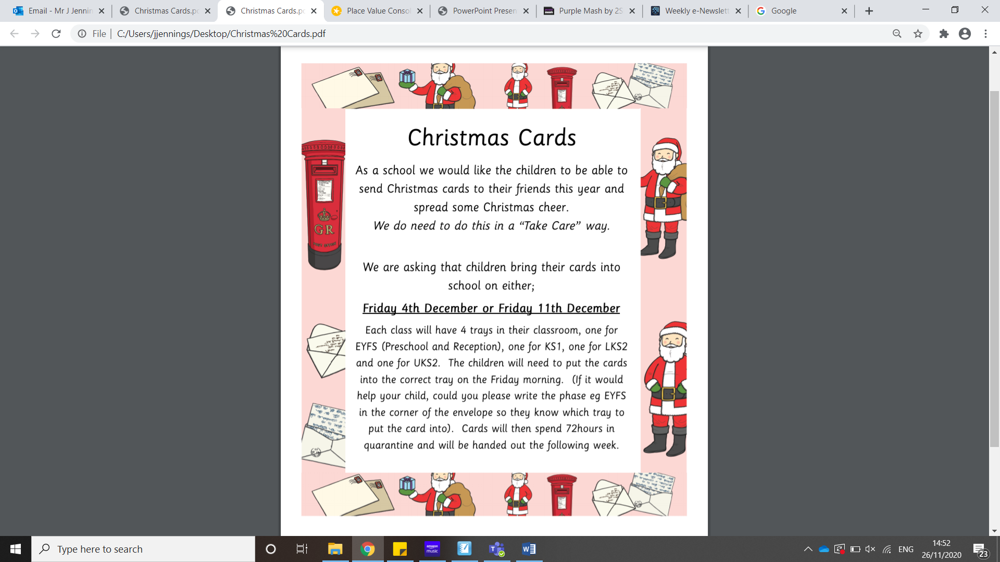 Email - Mr J Jennin
Christmas Cards.pd
Christmas Cards.pd
Place Value Consol
PowerPoint Presen
Purple Mash by 2S
Weekly e-Newslett
Google
File
C:/Users/jjennings/Desktop/Christmas%20Cards.pdf
Christmas Cards
As a school we would like the children to be able to
send Christmas cards to their friends this year and
spread some Christmas cheer.
We do need to do this in a “Take Care” way.
We are asking that children bring their cards into
school on either;
Friday 4th December or Friday 11th December
Each class will have 4 trays in their classroom, one for
EYFS (Preschool and Reception), one for KS1, one for LKS2
and one for UKS2. The children will need to put the cards
into the correct tray on the Friday morning. (If it would
help your child, could you please write the phase eg EYFS
in the corner of the envelope so they know which tray to
put the card into). Cards will then spend 72hours in
quarantine and will be handed out the following week.
GR
POST OFFICE
Type here to search
amazon
music
ENG
14:52
26/11/2020
23